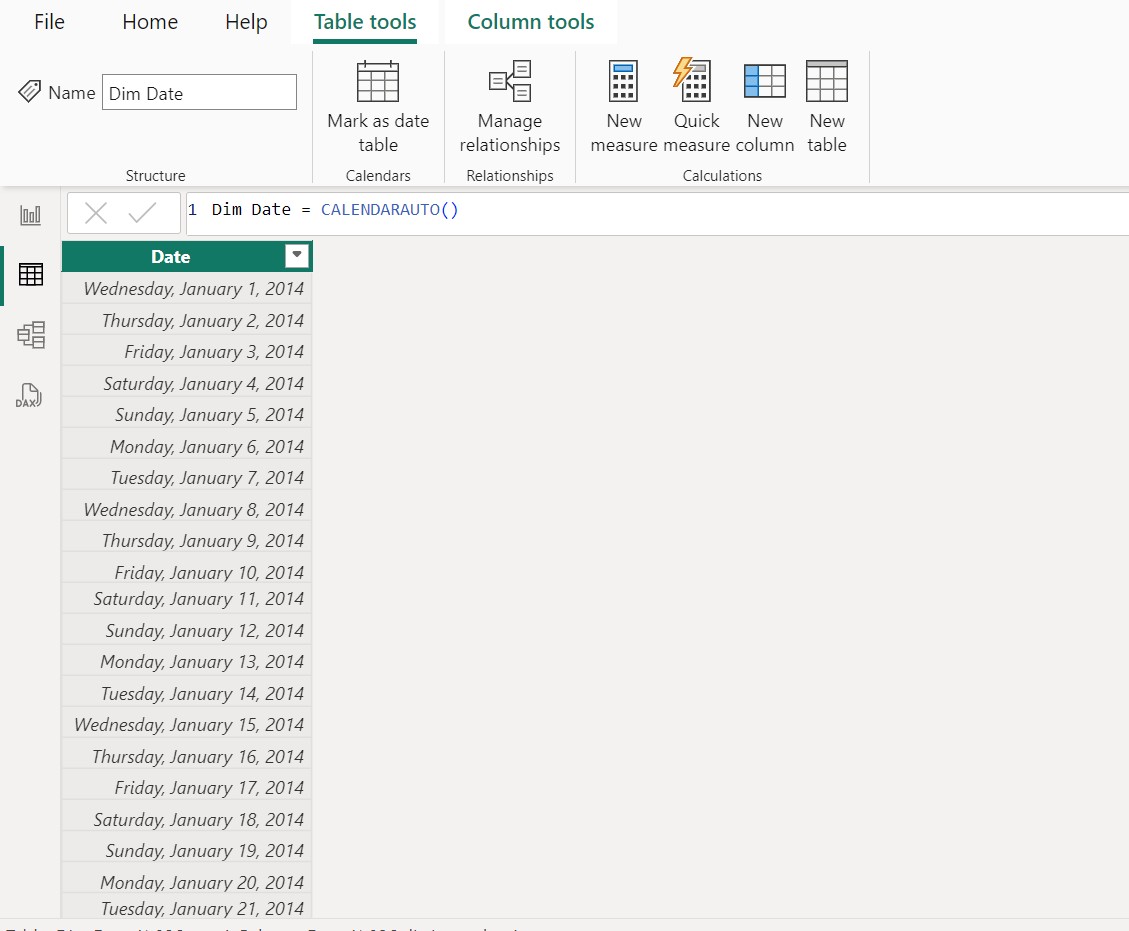 File Home Help Table tools Column tools
Name Dim Date
Mark as date table
Manage relationships
New measure
Quick measure
New column
New table
Structure Calendars Relationships Calculations
1 Dim Date = CALENDARAUTO()
Date
Wednesday, January 1, 2014
Thursday, January 2, 2014
Friday, January 3, 2014
Saturday, January 4, 2014
Sunday, January 5, 2014
Monday, January 6, 2014
Tuesday, January 7, 2014
Wednesday, January 8, 2014
Thursday, January 9, 2014
Friday, January 10, 2014
Saturday, January 11, 2014
Sunday, January 12, 2014
Monday, January 13, 2014
Tuesday, January 14, 2014
Wednesday, January 15, 2014
Thursday, January 16, 2014
Friday, January 17, 2014
Saturday, January 18, 2014
Sunday, January 19, 2014
Monday, January 20, 2014
Tuesday, January 21, 2014
DAX